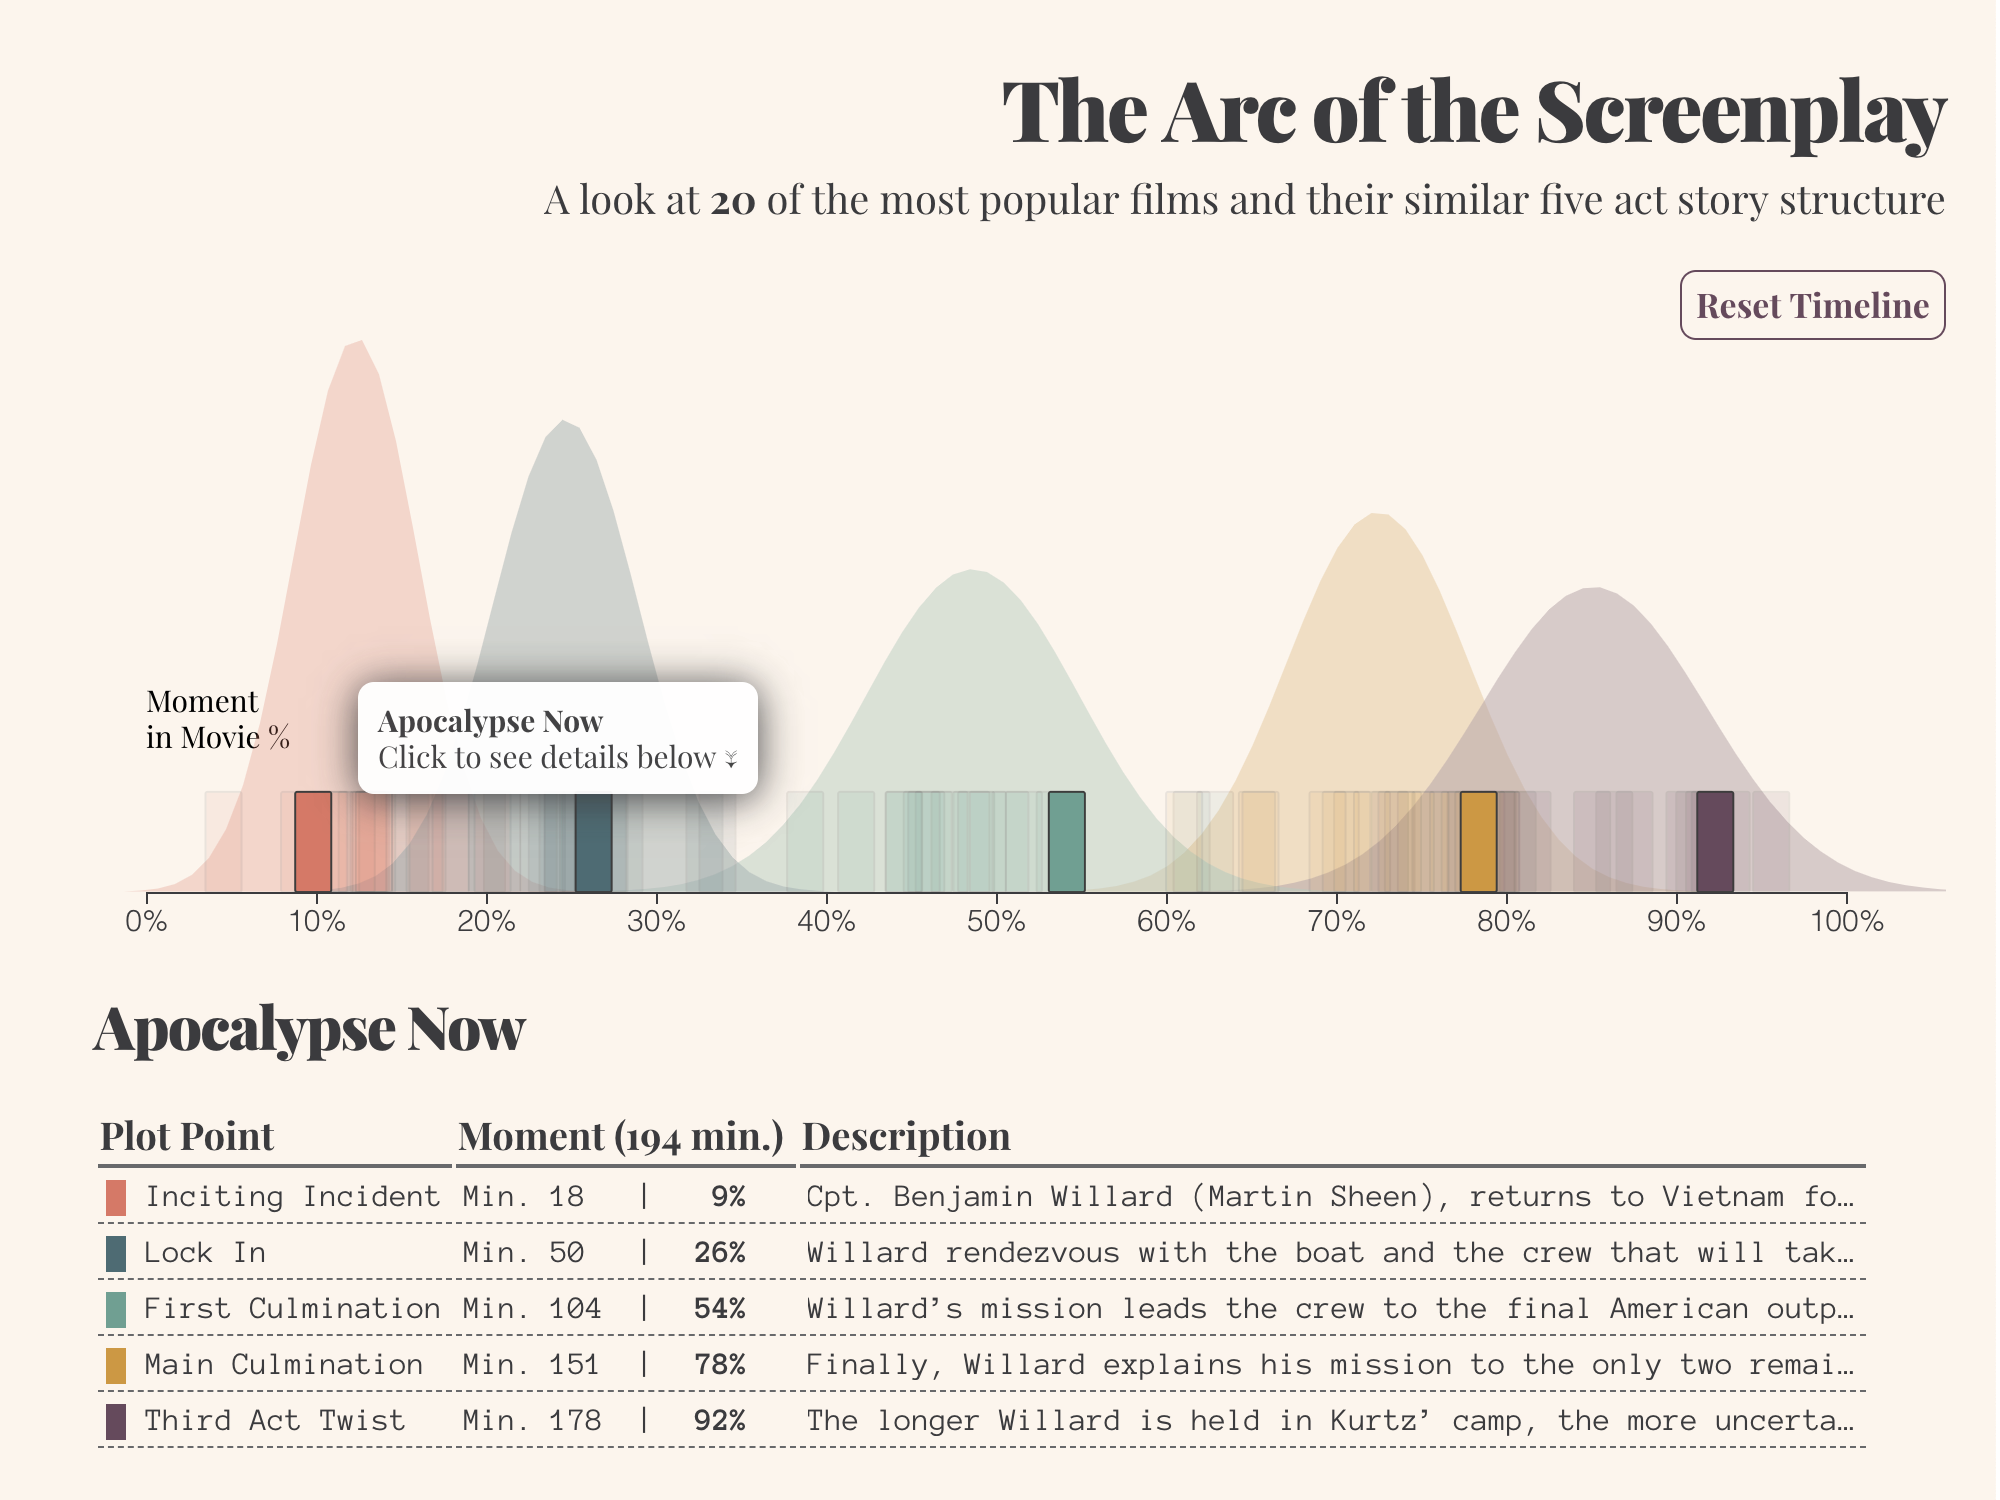 The Arc of the Screenplay
A look at 20 of the most popular films and their similar five act story structure
Reset Timeline
Moment
in Movie %
Apocalypse Now
Click to see details below
0% 10% 20% 30% 40% 50% 60% 70% 80% 90% 100%
Apocalypse Now
Plot Point Moment (194 min.) Description
Inciting Incident Min. 18 | 9% Cpt. Benjamin Willard (Martin Sheen), returns to Vietnam fo…
Lock In Min. 50 | 26% Willard rendezvous with the boat and the crew that will tak…
First Culmination Min. 104 | 54% Willard’s mission leads the crew to the final American outp…
Main Culmination Min. 151 | 78% Finally, Willard explains his mission to the only two remai…
Third Act Twist Min. 178 | 92% The longer Willard is held in Kurtz’ camp, the more uncerta…